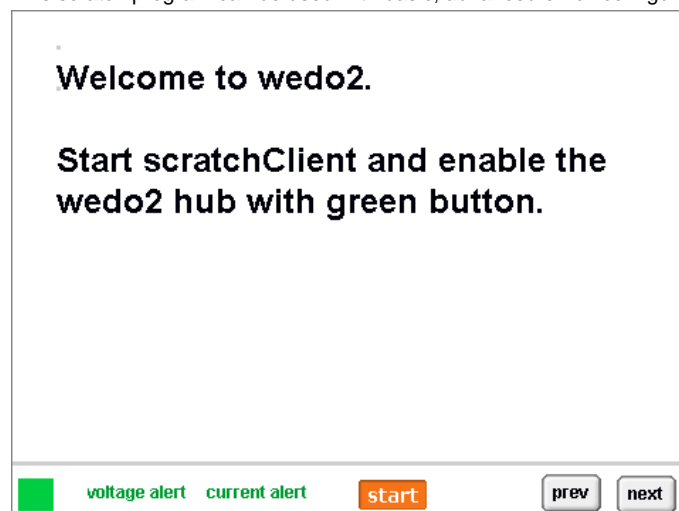 Welcome to wedo2.
Start scratchClient and enable the
wedo2 hub with green button.
voltage alert current alert start prev next